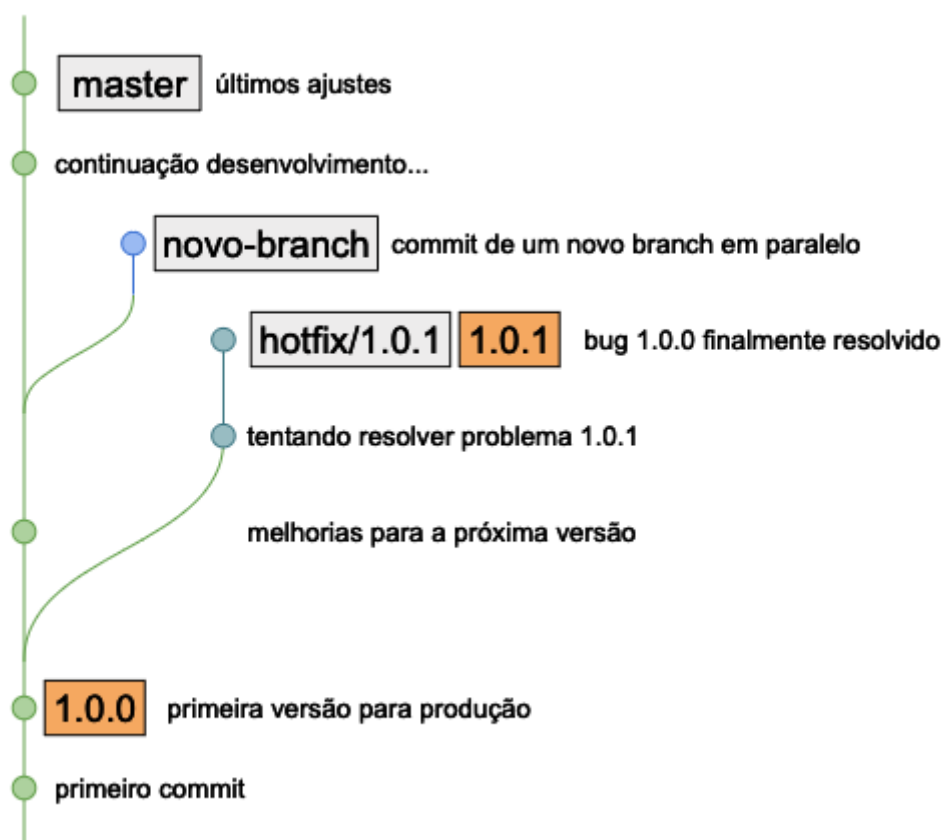 master últimos ajustes
continuação desenvolvimento...
novo-branch commit de um novo branch em paralelo
hotfix/1.0.1 1.0.1 bug 1.0.0 finalmente resolvido
tentando resolver problema 1.0.1
melhorias para a próxima versão
1.0.0 primeira versão para produção
primeiro commit